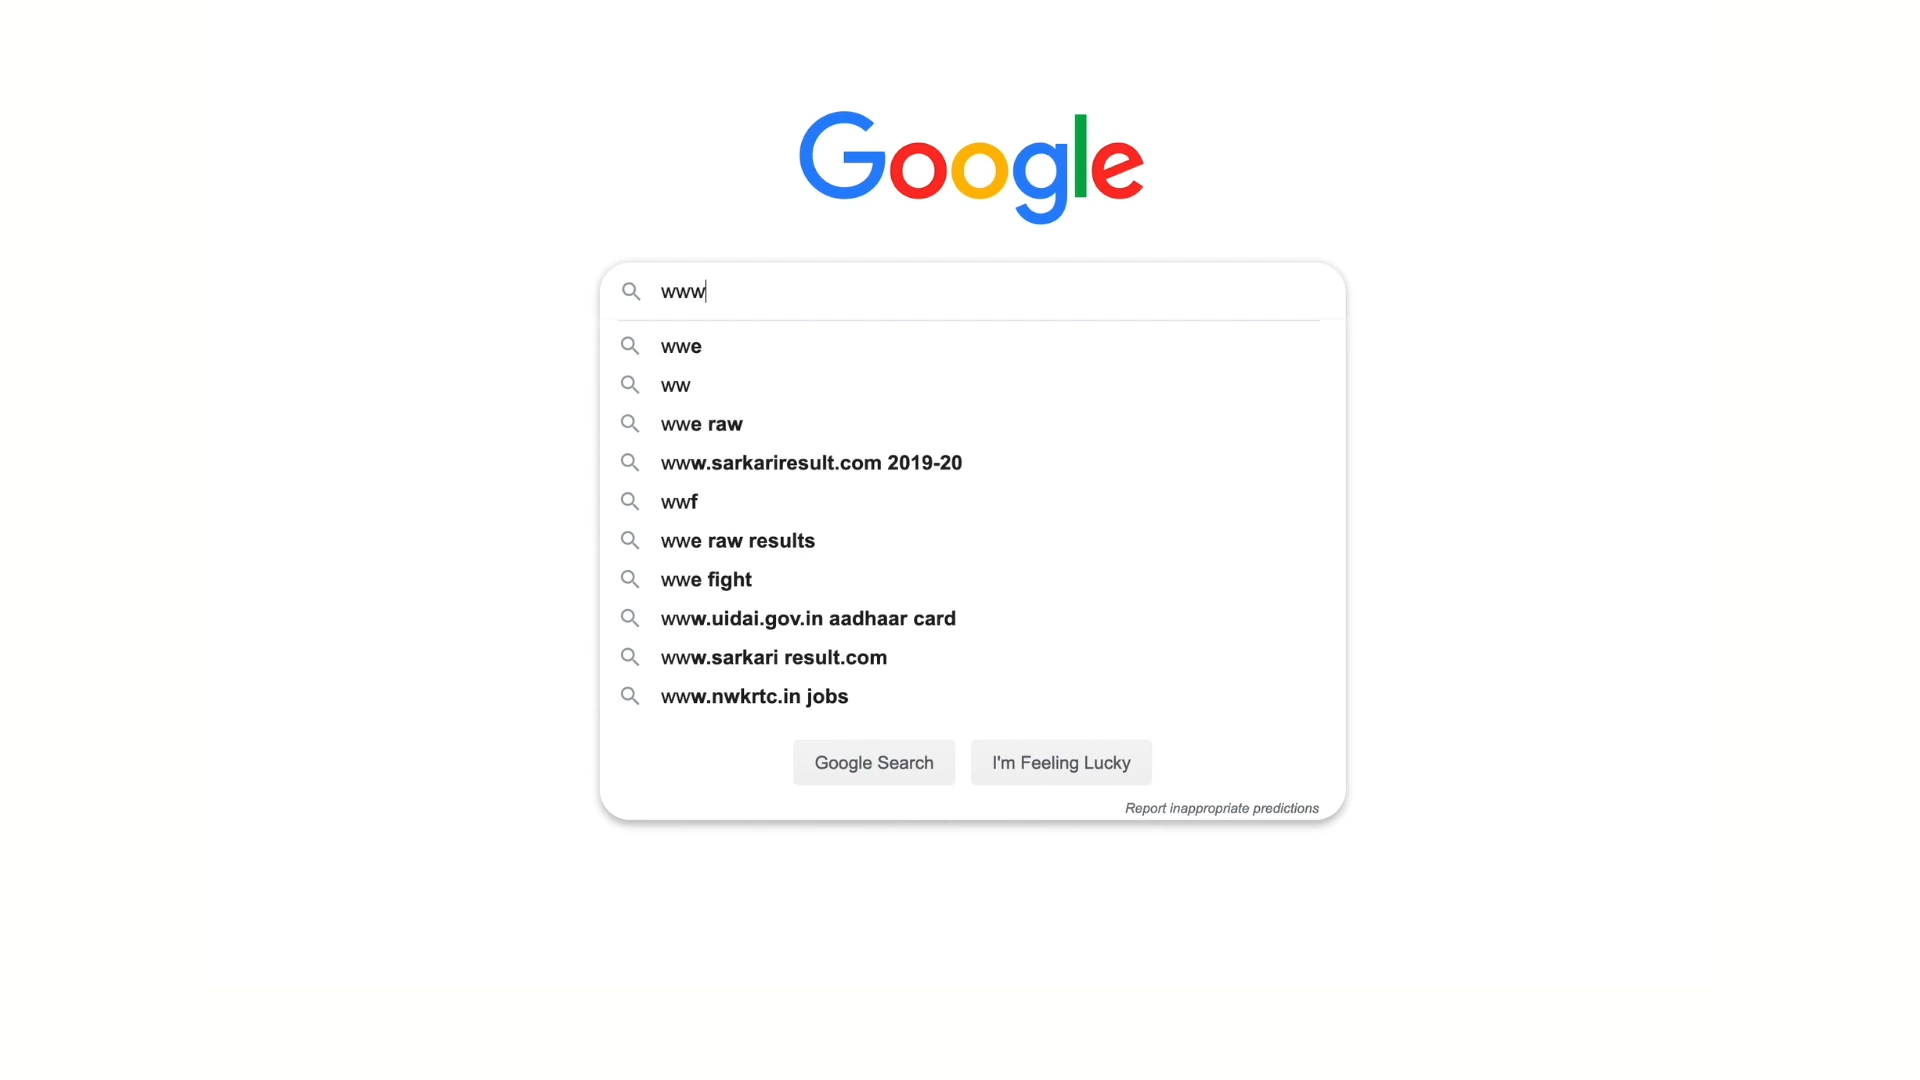 Google
www
wwe
ww
wwe raw
www.sarkariresult.com 2019-20
wwf
wwe raw results
wwe fight
www.uidai.gov.in aadhaar card
www.sarkari result.com
www.nwkrtc.in jobs
Google Search I'm Feeling Lucky
Report inappropriate predictions